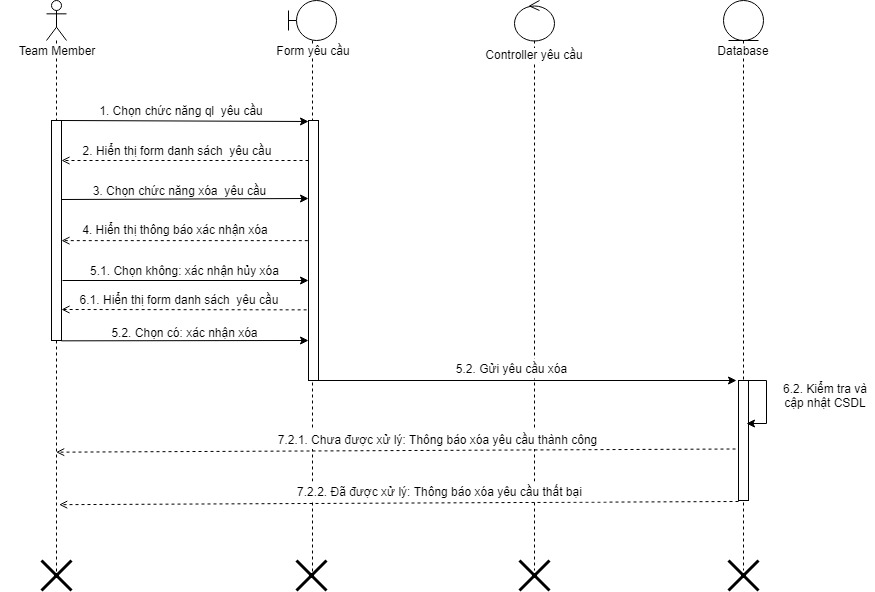 Team Member
Form yêu cầu
Controller yêu cầu
Database
1. Chọn chức năng ql yêu cầu
2. Hiển thị form danh sách yêu cầu
3. Chọn chức năng xóa yêu cầu
4. Hiển thị thông báo xác nhận xóa
5.1. Chọn không: xác nhận hủy xóa
6.1. Hiển thị form danh sách yêu cầu
5.2. Chọn có: xác nhận xóa
5.2. Gửi yêu cầu xóa
6.2. Kiểm tra và
cập nhật CSDL
7.2.1. Chưa được xử lý: Thông báo xóa yêu cầu thành công
7.2.2. Đã được xử lý: Thông báo xóa yêu cầu thất bại